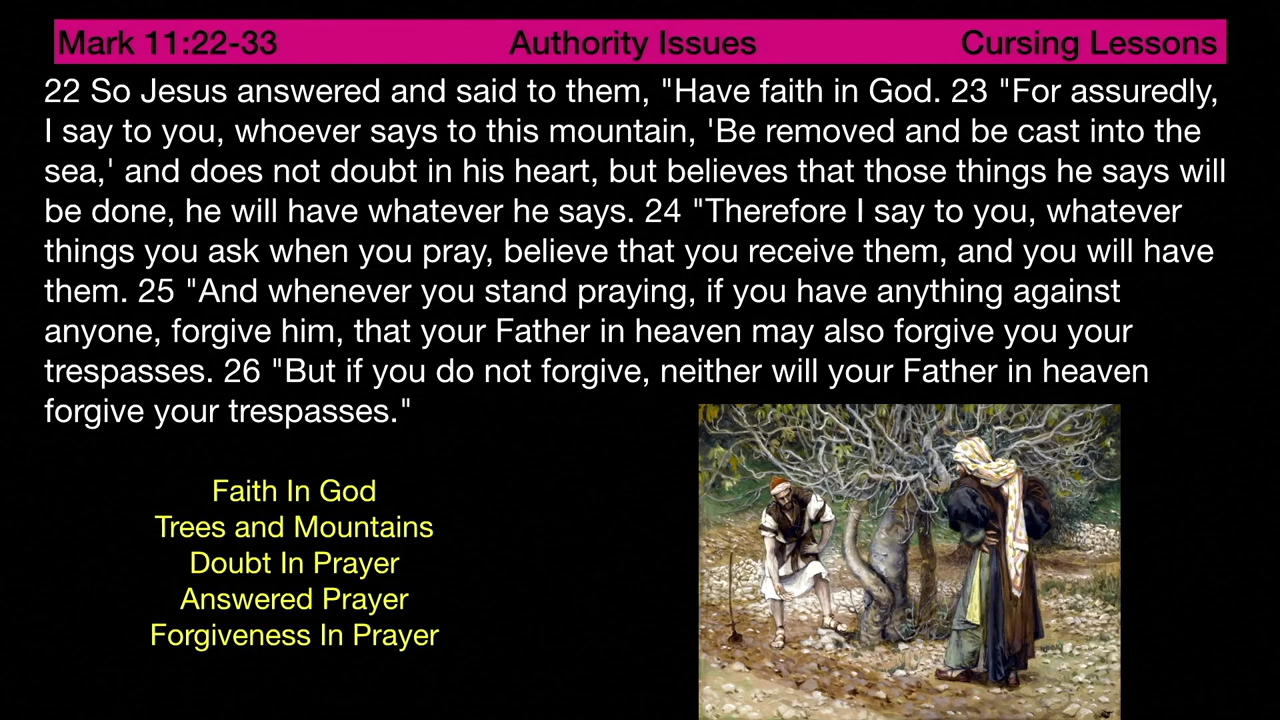 Mark 11:22-33 Authority Issues Cursing Lessons
22 So Jesus answered and said to them, "Have faith in God. 23 "For assuredly,
I say to you, whoever says to this mountain, 'Be removed and be cast into the
sea,' and does not doubt in his heart, but believes that those things he says will
be done, he will have whatever he says. 24 "Therefore I say to you, whatever
things you ask when you pray, believe that you receive them, and you will have
them. 25 "And whenever you stand praying, if you have anything against
anyone, forgive him, that your Father in heaven may also forgive you your
trespasses. 26 "But if you do not forgive, neither will your Father in heaven
forgive your trespasses."
Faith In God
Trees and Mountains
Doubt In Prayer
Answered Prayer
Forgiveness In Prayer